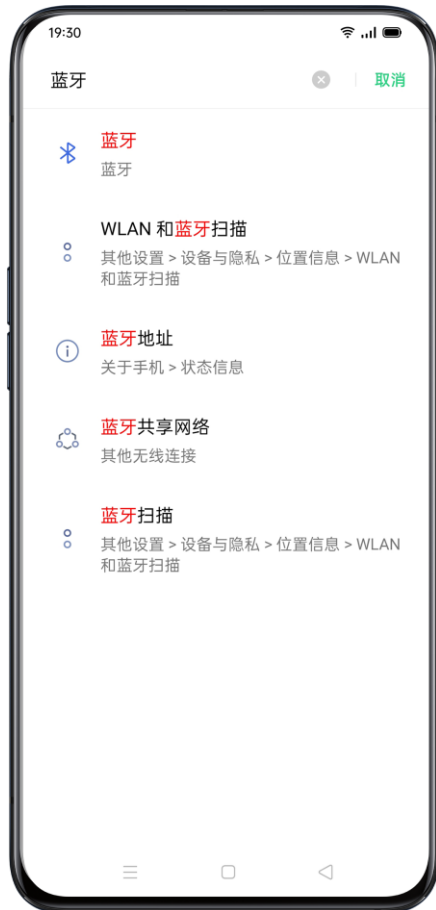 19:30
蓝牙 取消
蓝牙
蓝牙
WLAN 和蓝牙扫描
其他设置 > 设备与隐私 > 位置信息 > WLAN
和蓝牙扫描
蓝牙地址
关于手机 > 状态信息
蓝牙共享网络
其他无线连接
蓝牙扫描
其他设置 > 设备与隐私 > 位置信息 > WLAN
和蓝牙扫描